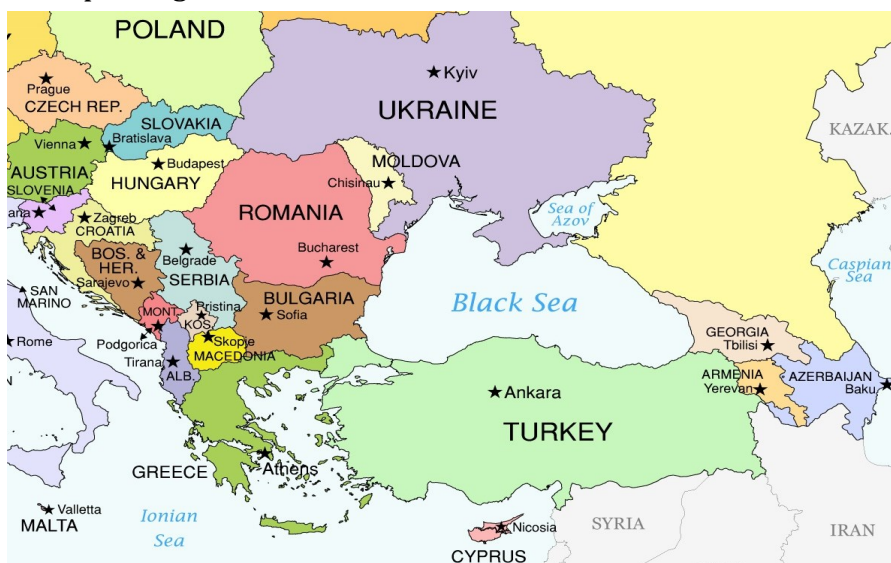 POLAND
Kyiv
Prague
CZECH REP.
UKRAINE
SLOVAKIA
Vienna
Bratislava
MOLDOVA
KAZAK
Budapest
AUSTRIA
HUNGARY
Chisinau
SLOVENIA
ROMANIA
ana
Zagreb
CROATIA
Sea of
Azov
Bucharest
BOS. &
HER.
Belgrade
Caspian
Sea
Sarajevo
SERBIA
SAN
MARINO
BULGARIA
Black Sea
MONT.
Pristina
KOS.
Sofia
GEORGIA
Tbilisi
Rome
Podgorica
Skopje
MACEDONIA
Tirana
ALB.
ARMENIA
Yerevan
AZERBAIJAN
Baku
Ankara
TURKEY
GREECE
Athens
Valletta
MALTA
Ionian
Sea
Nicosia
CYPRUS
SYRIA
IRAN